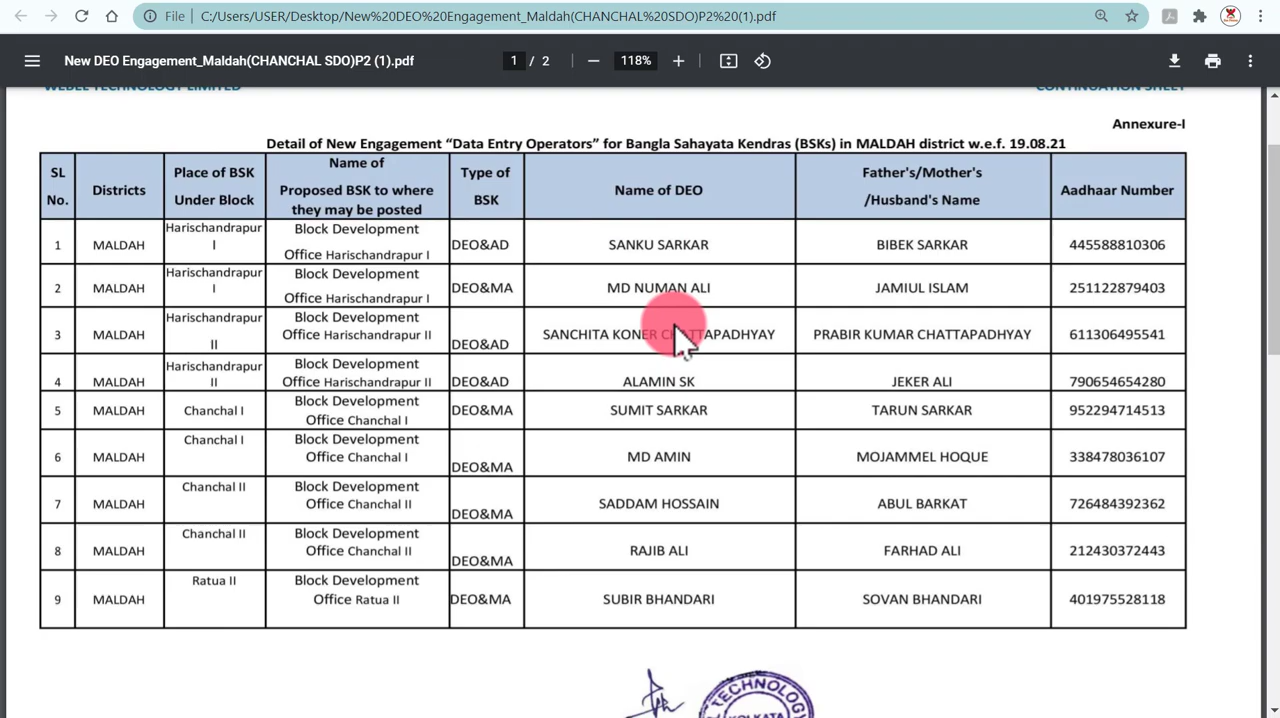 File C:/Users/USER/Desktop/New%20DEO%20Engagement_Maldah(CHANCHAL%20SDO)P2%20(1).pdf
New DEO Engagement_Maldah(CHANCHAL SDO)P2 (1).pdf 1 / 2 118%
WEBEL TECHNOLOGY LIMITED CONTINUATION SHEET
Annexure-I
Detail of New Engagement “Data Entry Operators” for Bangla Sahayata Kendras (BSKs) in MALDAH district w.e.f. 19.08.21
SL No. Districts Place of BSK Under Block Name of Proposed BSK to where they may be posted Type of BSK Name of DEO Father's/Mother's /Husband's Name Aadhaar Number
1 MALDAH Harischandrapur I Block Development Office Harischandrapur I DEO&AD SANKU SARKAR BIBEK SARKAR 445588810306
2 MALDAH Harischandrapur I Block Development Office Harischandrapur I DEO&MA MD NUMAN ALI JAMIUL ISLAM 251122879403
3 MALDAH Harischandrapur II Block Development Office Harischandrapur II DEO&AD SANCHITA KONER CHATTAPADHYAY PRABIR KUMAR CHATTAPADHYAY 611306495541
4 MALDAH Harischandrapur II Block Development Office Harischandrapur II DEO&AD ALAMIN SK JEKER ALI 790654654280
5 MALDAH Chanchal I Block Development Office Chanchal I DEO&MA SUMIT SARKAR TARUN SARKAR 952294714513
6 MALDAH Chanchal I Block Development Office Chanchal I DEO&MA MD AMIN MOJAMMEL HOQUE 338478036107
7 MALDAH Chanchal II Block Development Office Chanchal II DEO&MA SADDAM HOSSAIN ABUL BARKAT 726484392362
8 MALDAH Chanchal II Block Development Office Chanchal II DEO&MA RAJIB ALI FARHAD ALI 212430372443
9 MALDAH Ratua II Block Development Office Ratua II DEO&MA SUBIR BHANDARI SOVAN BHANDARI 401975528118
TECHNOLOGY
KOLKATA